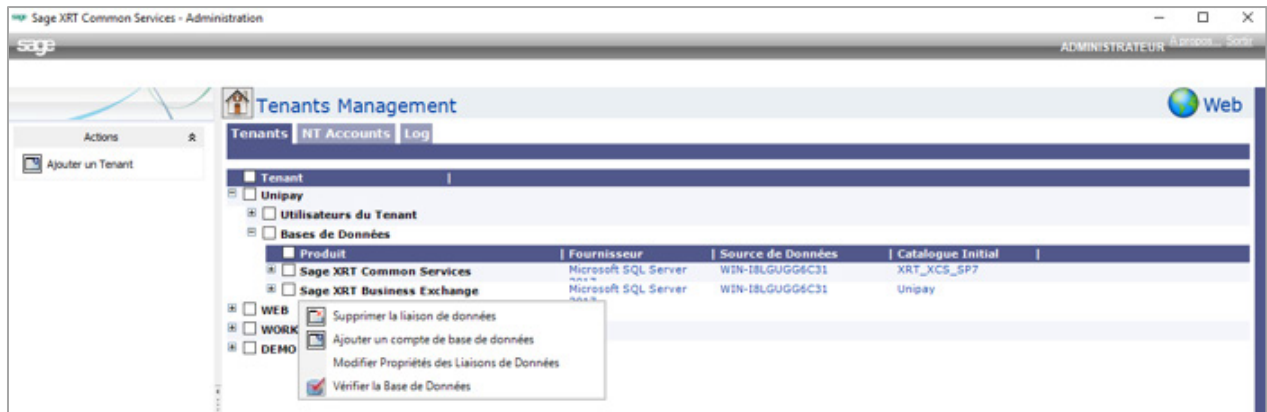 Sage XRT Common Services - Administration
sage
ADMINISTRATEUR A propos... Sortir
Tenants Management
Web
Actions
Tenants NT Accounts Log
Ajouter un Tenant
Tenant
Unipay
Utilisateurs du Tenant
Bases de Données
Produit | Fournisseur | Source de Données | Catalogue Initial |
Sage XRT Common Services Microsoft SQL Server WIN-I8LGUGG6C31 XRT_XCS_SP7
Sage XRT Business Exchange Microsoft SQL Server WIN-I8LGUGG6C31 Unipay
WEB
Supprimer la liaison de données
WORK
Ajouter un compte de base de données
DEMO
Modifier Propriétés des Liaisons de Données
Vérifier la Base de Données